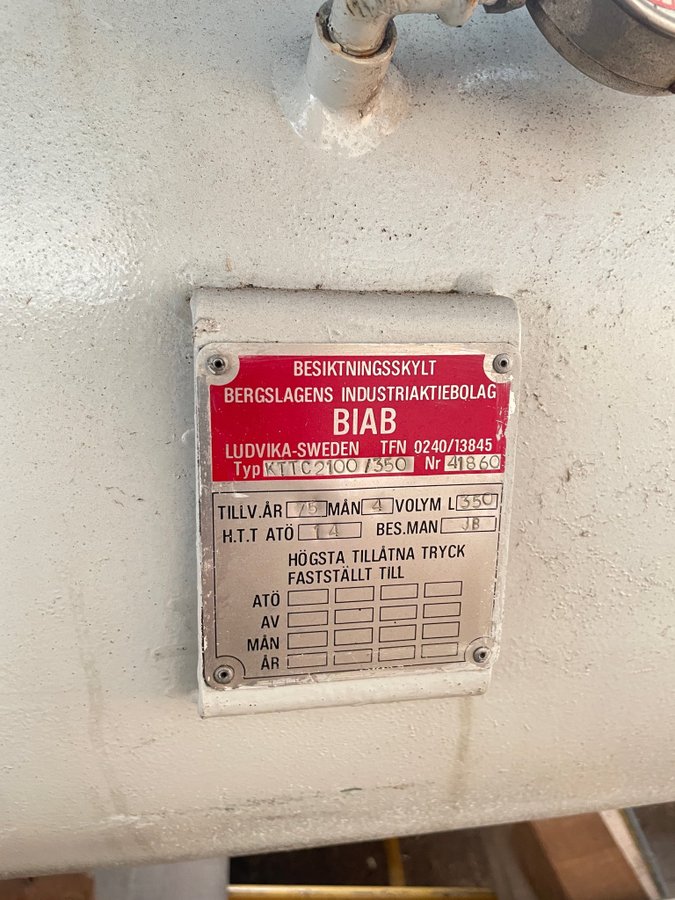 BESIKTNINGSSKYLT
BERGSLAGENS INDUSTRIAKTIEBOLAG
BIAB
LUDVIKA-SWEDEN TFN 0240/13845
Typ KTTC2100/350 Nr 41860
TILLV.ÅR 75 MÅN 4 VOLYM L 350
H.T.T ATÖ 14 BES.MAN JB
HÖGSTA TILLÅTNA TRYCK
FASTSTÄLLT TILL
ATÖ
AV
MÅN
ÅR